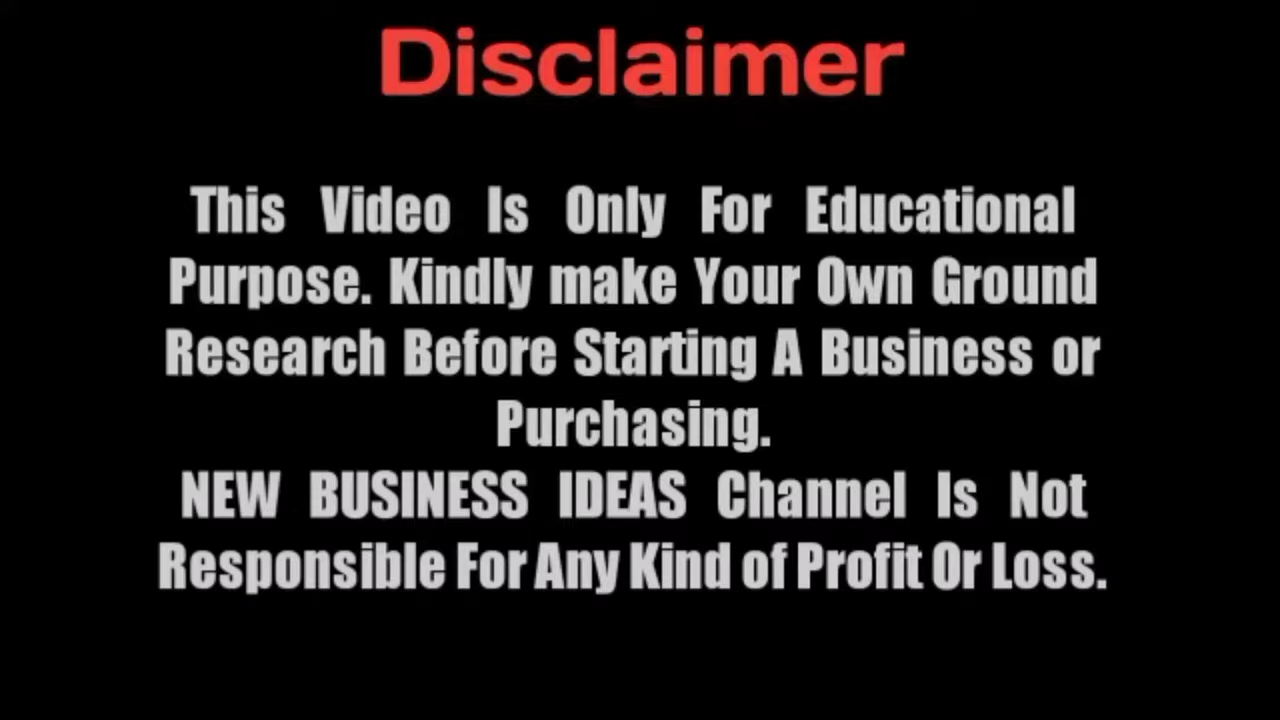 Disclaimer
This Video Is Only For Educational
Purpose. Kindly make Your Own Ground
Research Before Starting A Business or
Purchasing.
NEW BUSINESS IDEAS Channel Is Not
Responsible For Any Kind of Profit Or Loss.